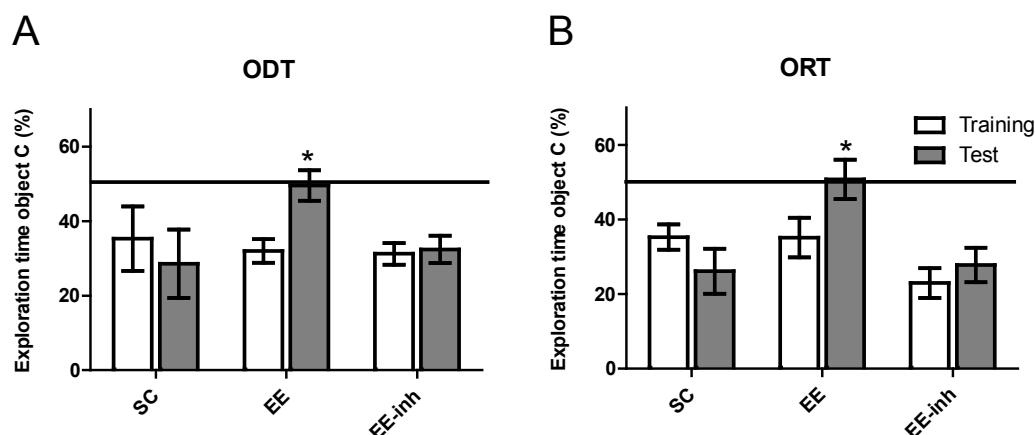 A
ODT
Exploration time object C (%)
60
40
20
0
*
SC
EE
EE-inh
B
ORT
Exploration time object C (%)
60
40
20
0
*
Training
Test
SC
EE
EE-inh